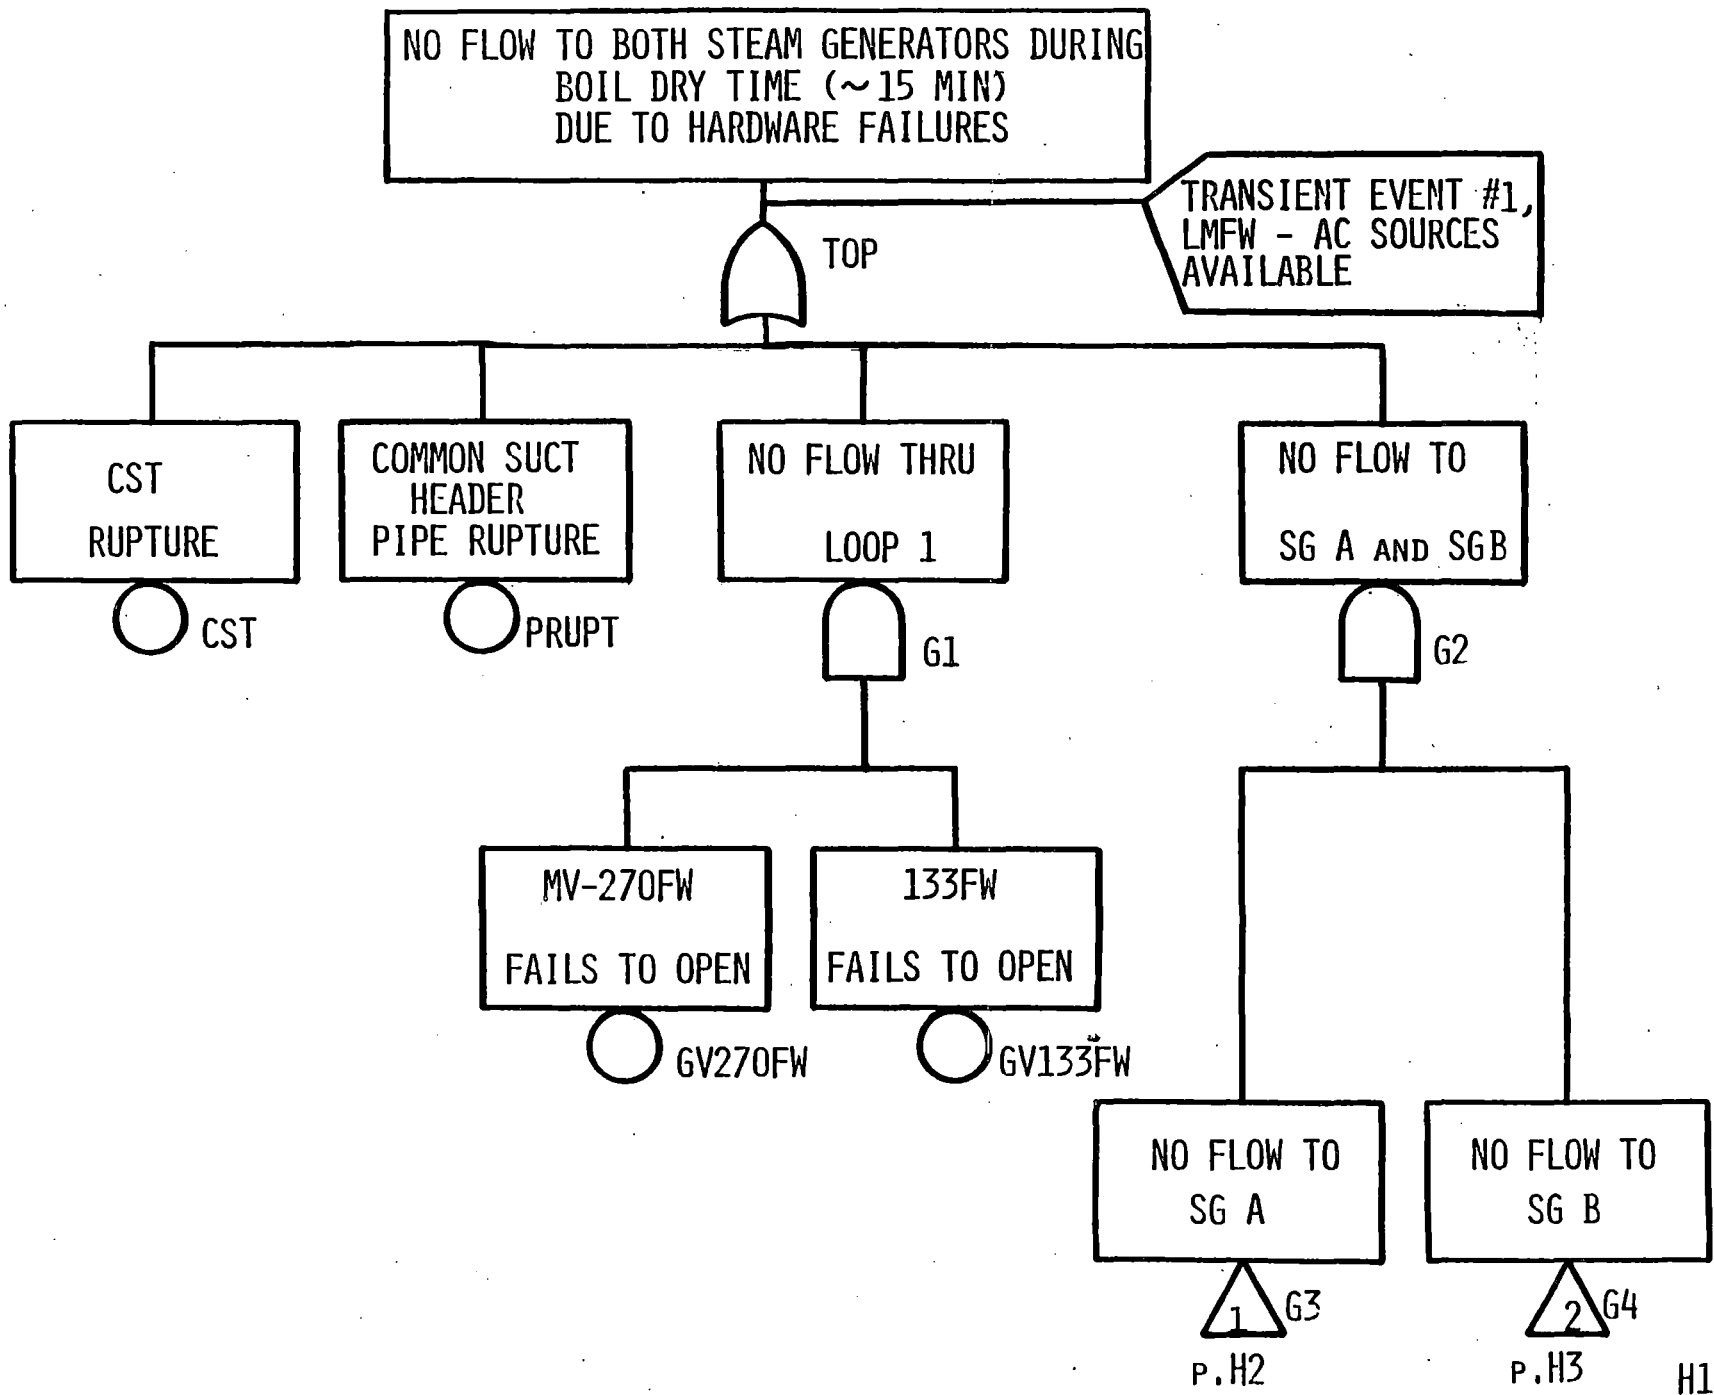 NO FLOW TO BOTH STEAM GENERATORS DURING
BOIL DRY TIME (~15 MIN)
DUE TO HARDWARE FAILURES
TRANSIENT EVENT #1,
LMFW - AC SOURCES
AVAILABLE
TOP
CST
RUPTURE
CST
COMMON SUCT
HEADER
PIPE RUPTURE
PRUPT
NO FLOW THRU
LOOP 1
G1
NO FLOW TO
SG A AND SGB
G2
MV-270FW
FAILS TO OPEN
GV270FW
133FW
FAILS TO OPEN
GV133FW
NO FLOW TO
SG A
1
G3
P.H2
NO FLOW TO
SG B
2
G4
P.H3
H1